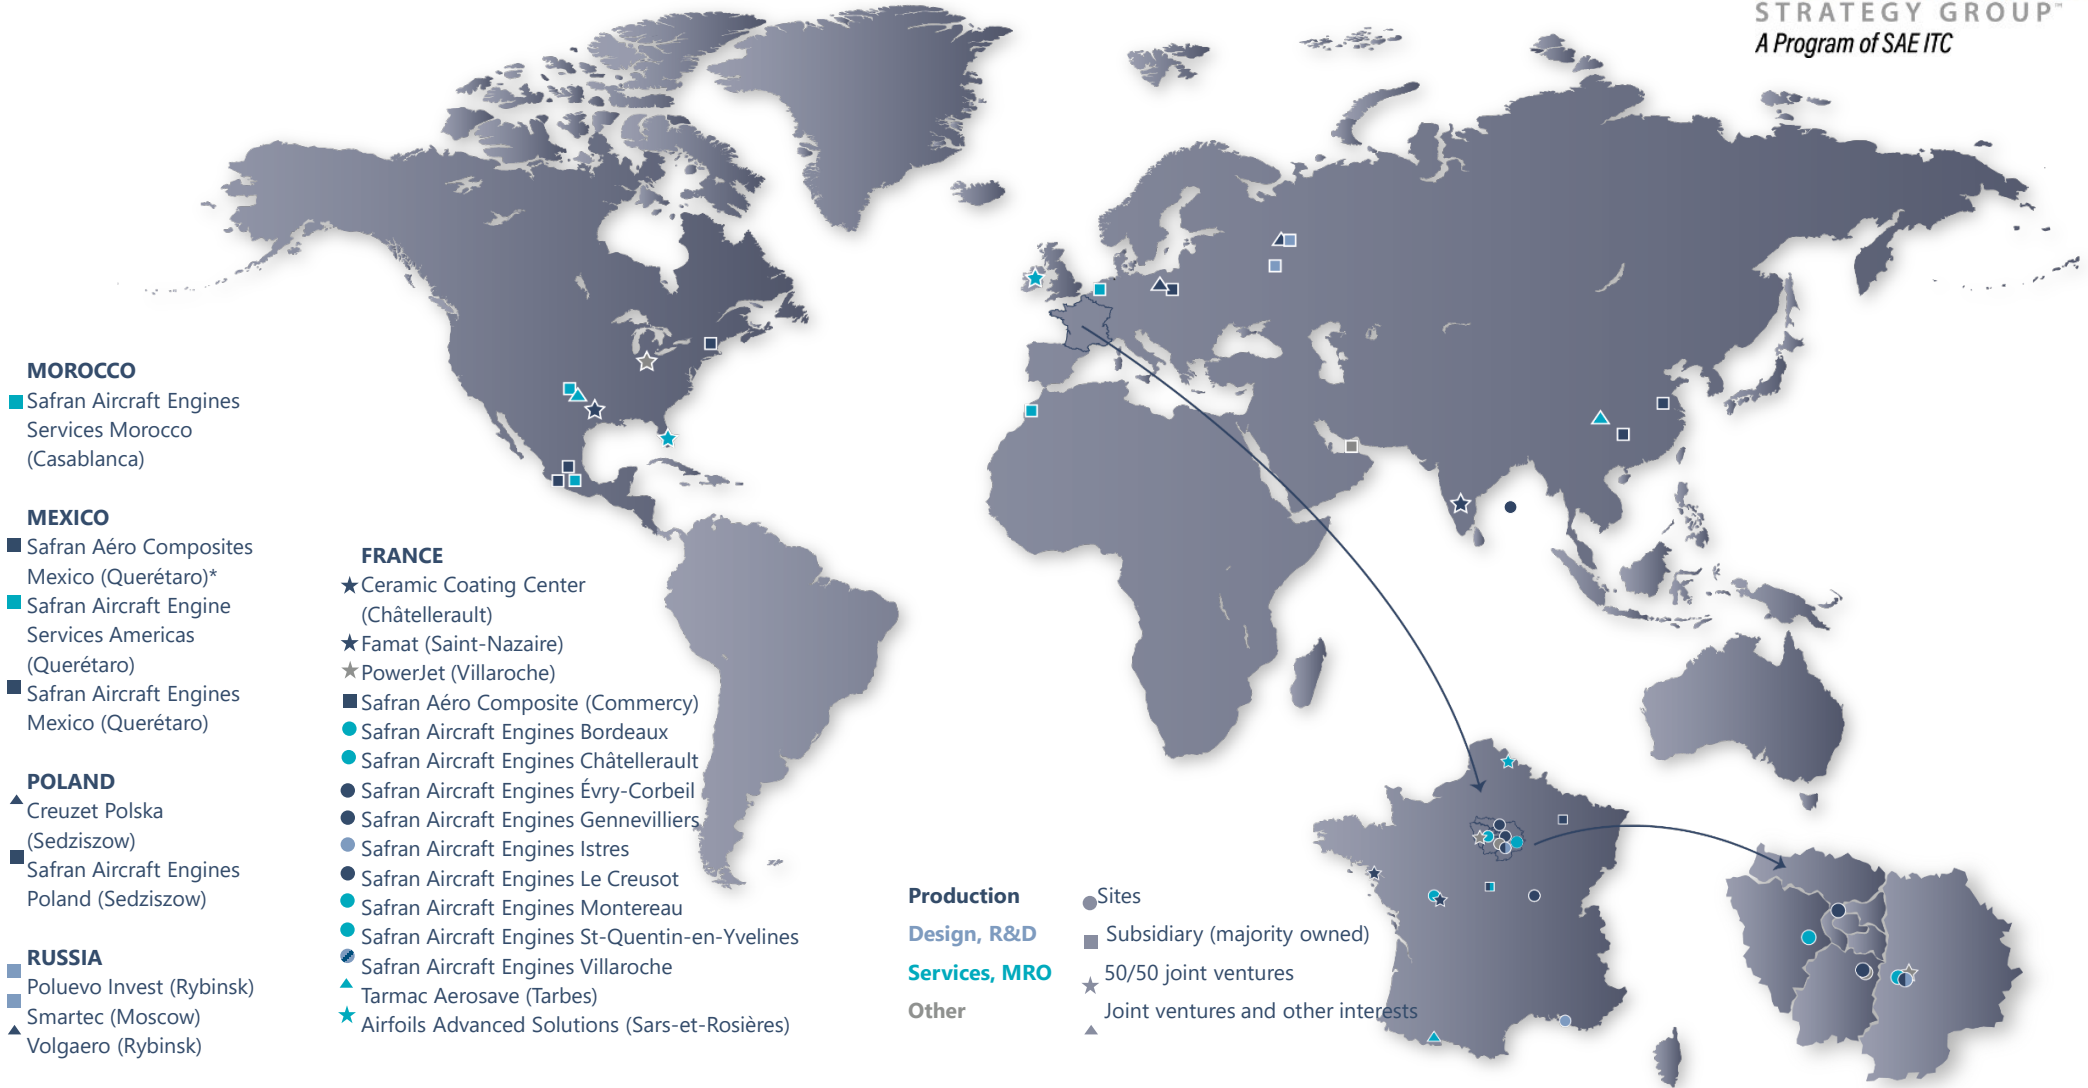 STRATEGY GROUP™
A Program of SAE ITC
MOROCCO
Safran Aircraft Engines
Services Morocco
(Casablanca)
MEXICO
Safran Aéro Composites
Mexico (Querétaro)*
Safran Aircraft Engine
Services Americas
(Querétaro)
Safran Aircraft Engines
Mexico (Querétaro)
POLAND
Creuzet Polska
(Sedziszow)
Safran Aircraft Engines
Poland (Sedziszow)
RUSSIA
Poluevo Invest (Rybinsk)
Smartec (Moscow)
Volgaero (Rybinsk)
FRANCE
Ceramic Coating Center
(Châtellerault)
Famat (Saint-Nazaire)
PowerJet (Villaroche)
Safran Aéro Composite (Commercy)
Safran Aircraft Engines Bordeaux
Safran Aircraft Engines Châtellerault
Safran Aircraft Engines Évry-Corbeil
Safran Aircraft Engines Gennevilliers
Safran Aircraft Engines Istres
Safran Aircraft Engines Le Creusot
Safran Aircraft Engines Montereau
Safran Aircraft Engines St-Quentin-en-Yvelines
Safran Aircraft Engines Villaroche
Tarmac Aerosave (Tarbes)
Airfoils Advanced Solutions (Sars-et-Rosières)
Production
Design, R&D
Services, MRO
Other
Sites
Subsidiary (majority owned)
50/50 joint ventures
Joint ventures and other interests